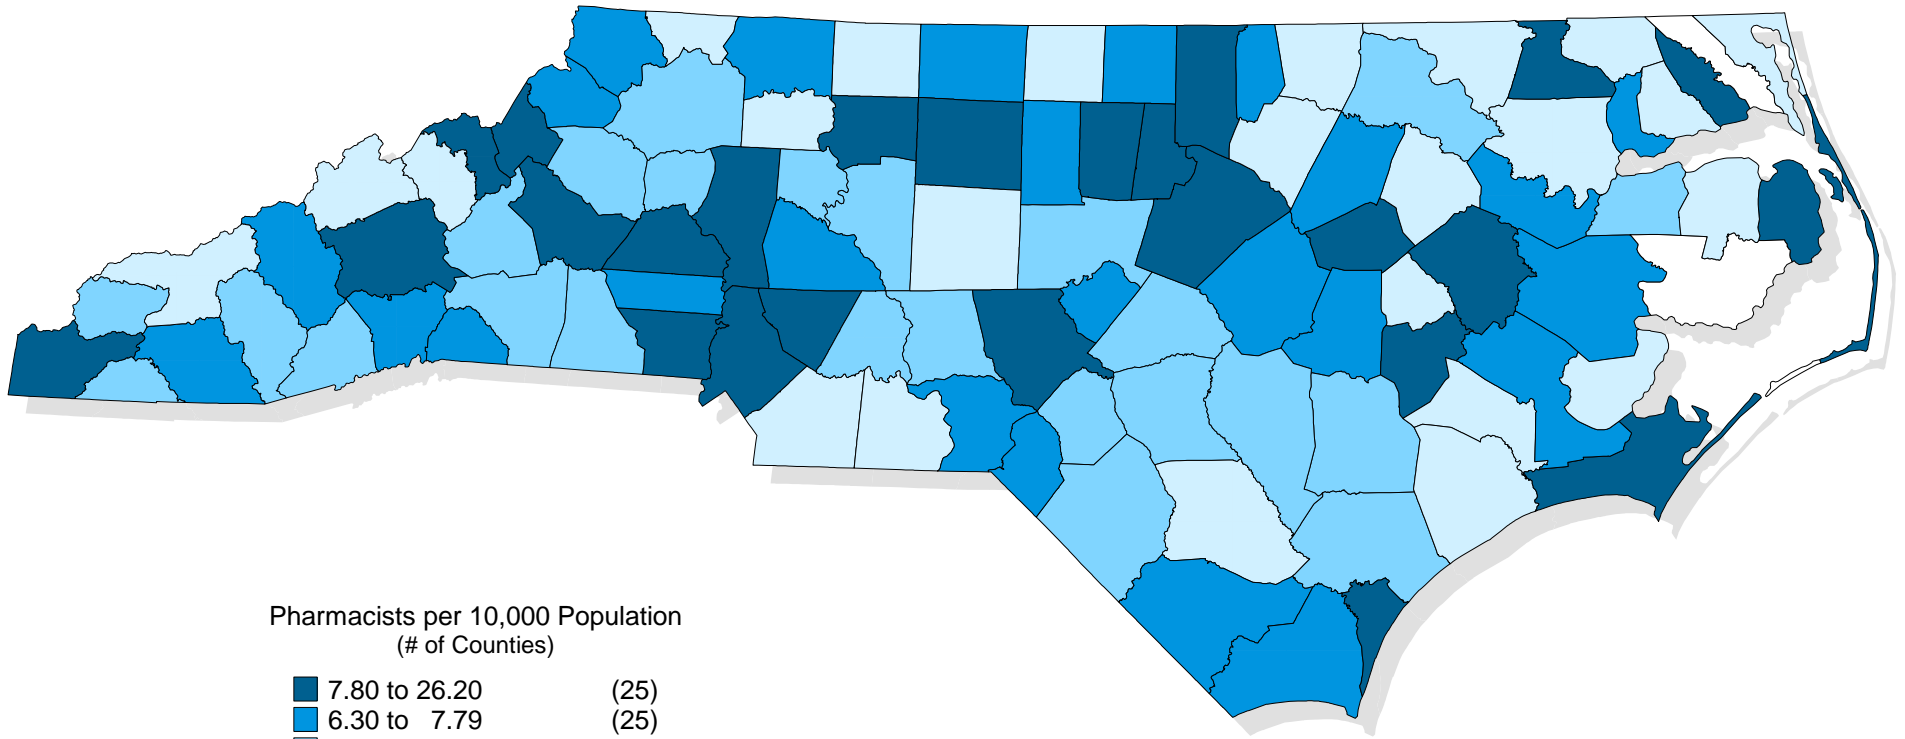 Pharmacists per 10,000 Population
(# of Counties)
7.80 to 26.20 (25)
6.30 to 7.79 (25)